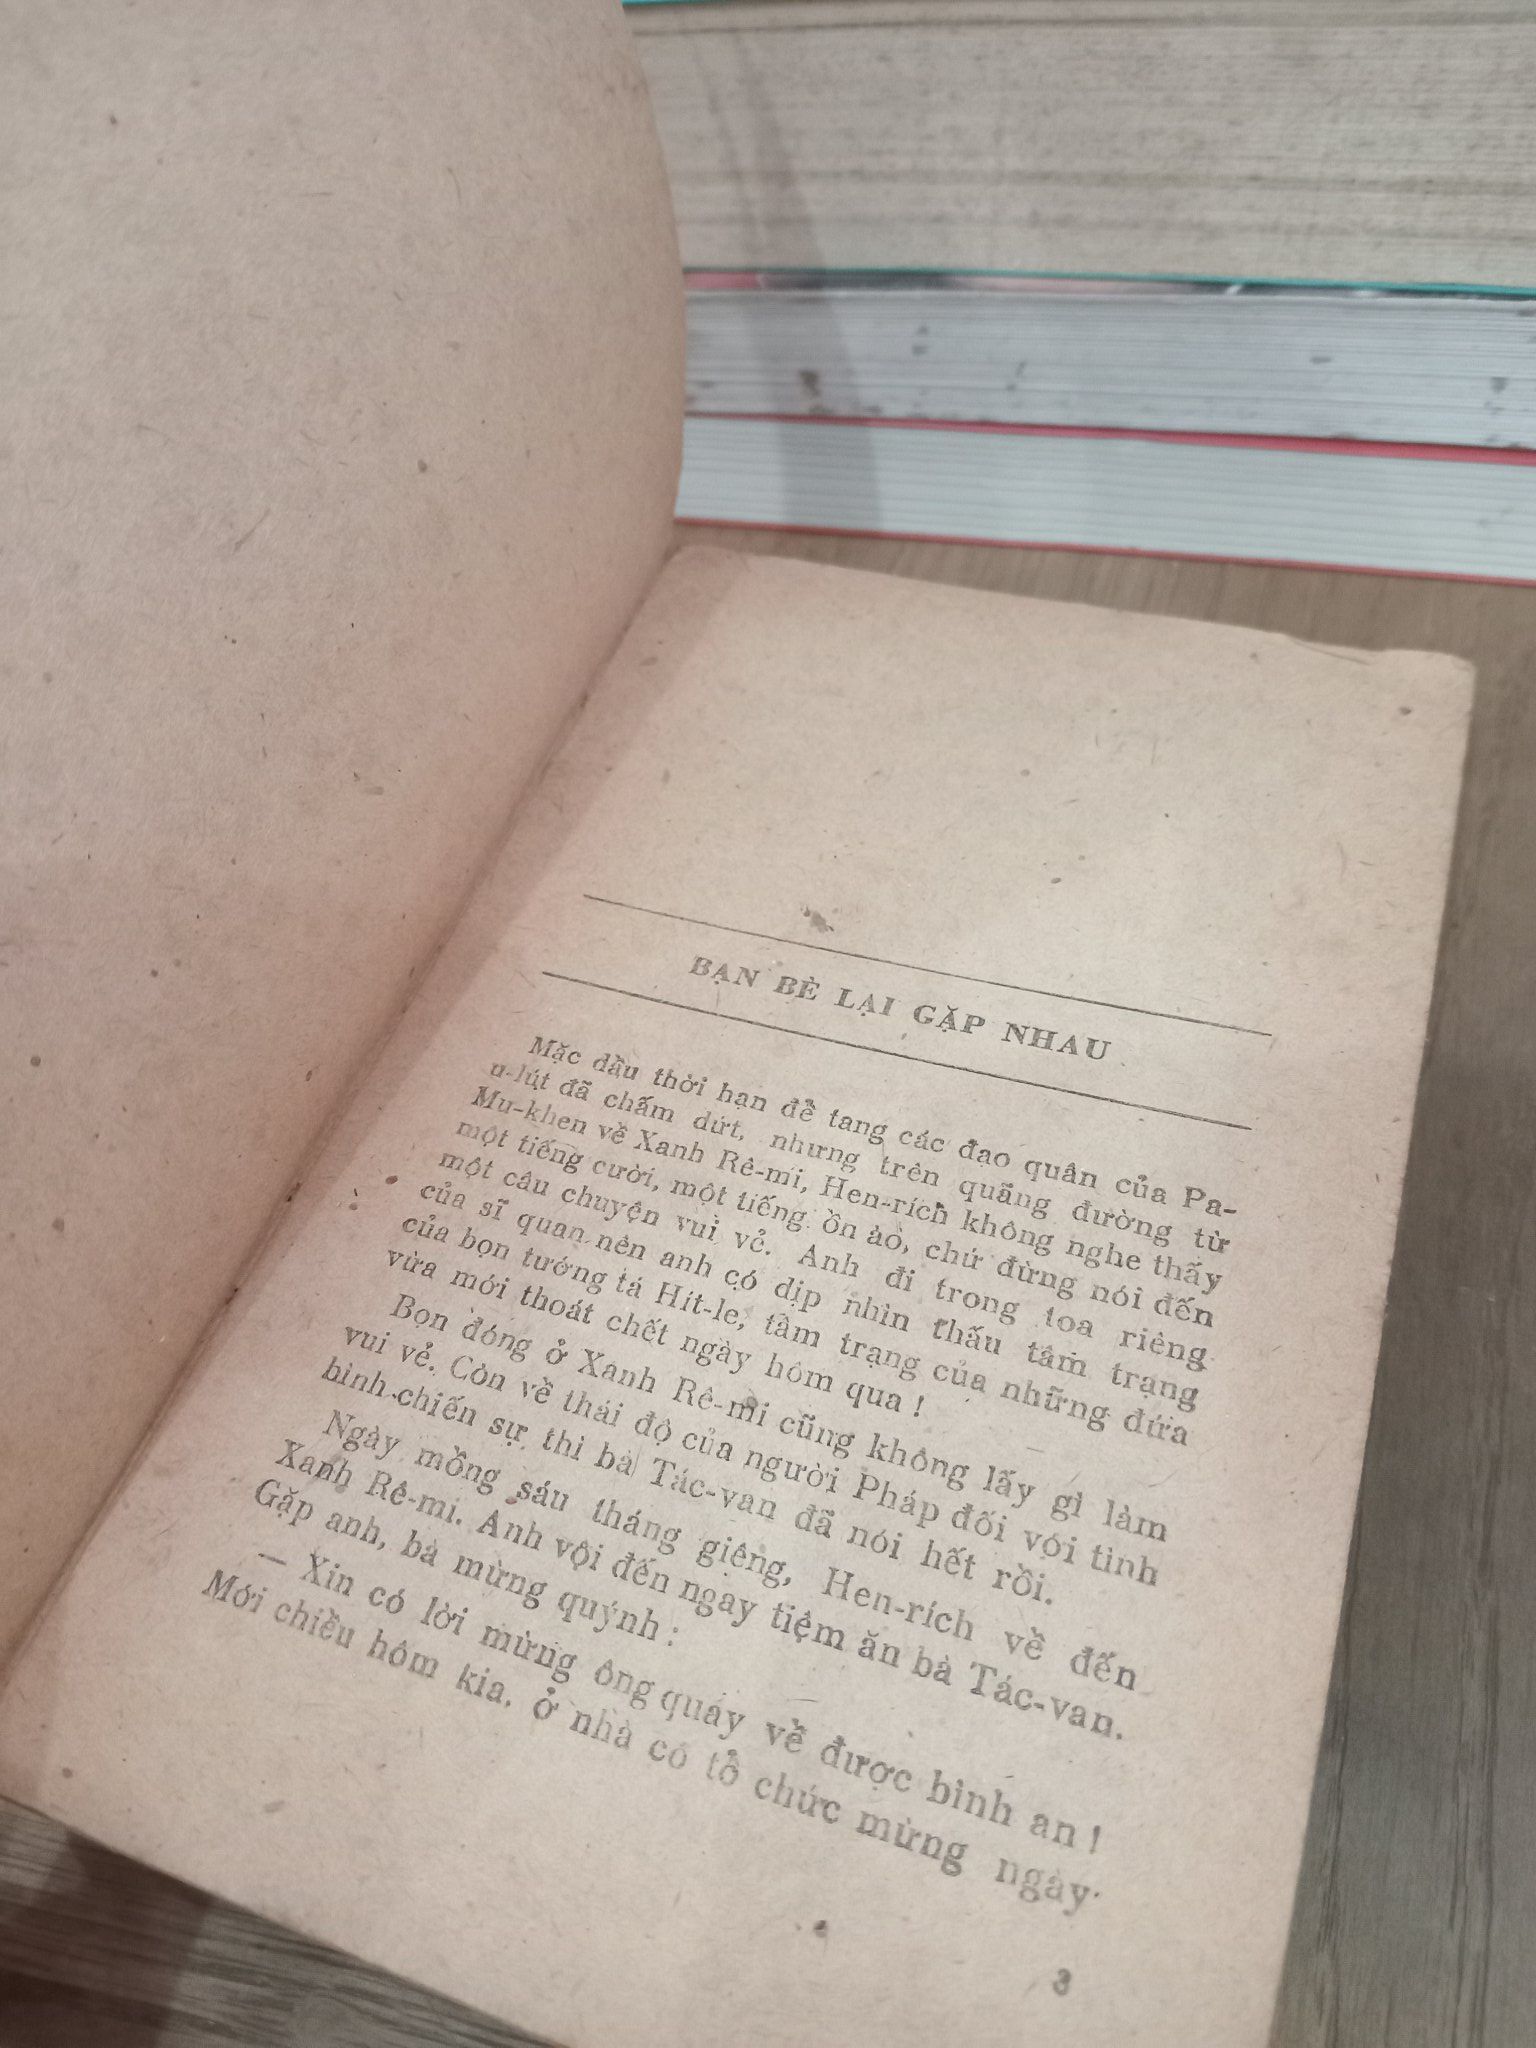 BẠN BÈ LẠI GẶP NHAU
Mặc dầu thời hạn để tang các đạo quân của Pa-
u-lút đã chấm dứt, nhưng trên quãng đường từ
Mu-khen về Xanh Rê-mi, Hen-rích không nghe thấy
một tiếng cười, một tiếng ồn ào, chứ đừng nói đến
một câu chuyện vui vẻ. Anh đi trong toa riêng
của sĩ quan nên anh có dịp nhìn thấu tâm trạng
của bọn tướng tá Hít-le, tâm trạng của những đứa
vừa mới thoát chết ngày hôm qua !
Bọn đóng ở Xanh Rê-mi cũng không lấy gì làm
vui vẻ. Còn về thái độ của người Pháp đối với tình
hình chiến sự thì bà Tác-van đã nói hết rồi.
Ngày mồng sáu tháng giêng, Hen-rích về đến
Xanh Rê-mi. Anh vội đến ngay tiệm ăn bà Tác-van.
Gặp anh, bà mừng quýnh :
— Xin có lời mừng ông quay về được bình an !
Mới chiều hôm kia. ở nhà có tổ chức mừng ngày
3